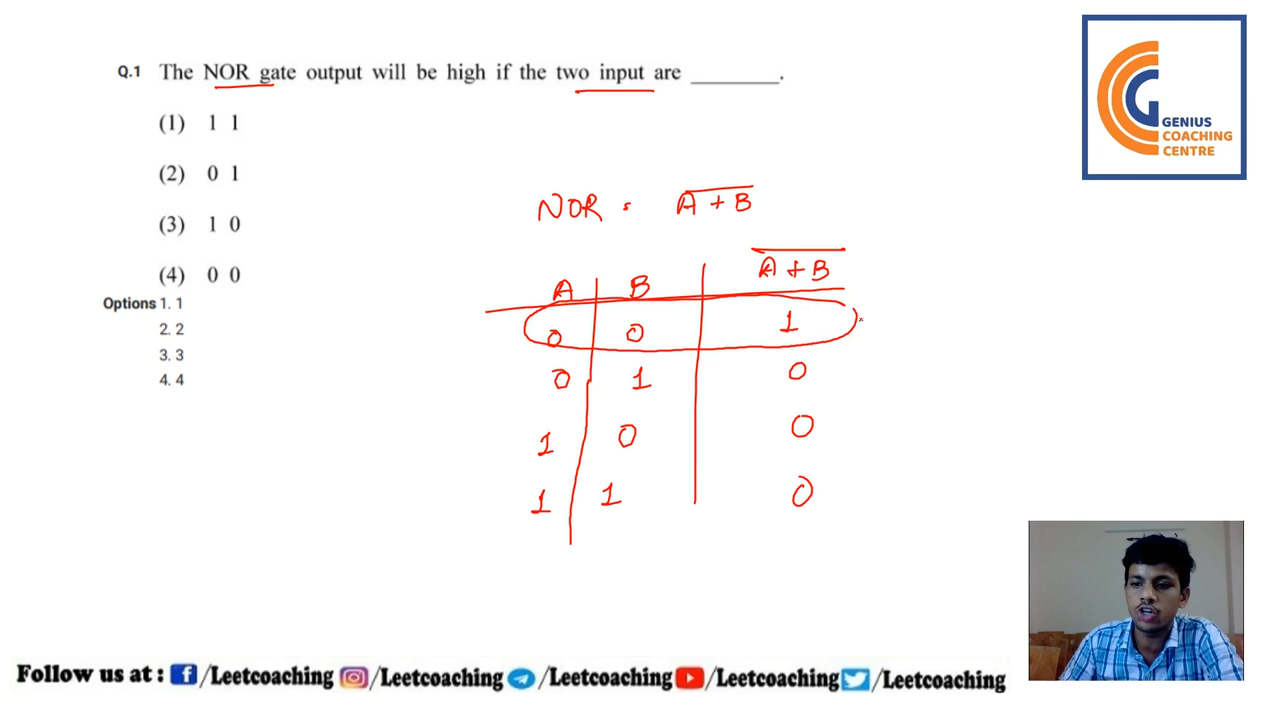 Q.1 The NOR gate output will be high if the two input are ________.
(1) 1 1
(2) 0 1
(3) 1 0
(4) 0 0
Options 1. 1
2. 2
3. 3
4. 4
GENIUS
COACHING
CENTRE
NOR = A + B
A B A + B
0 0 1
0 1 0
1 0 0
1 1 0
Follow us at : /Leetcoaching /Leetcoaching /Leetcoaching /Leetcoaching /Leetcoaching